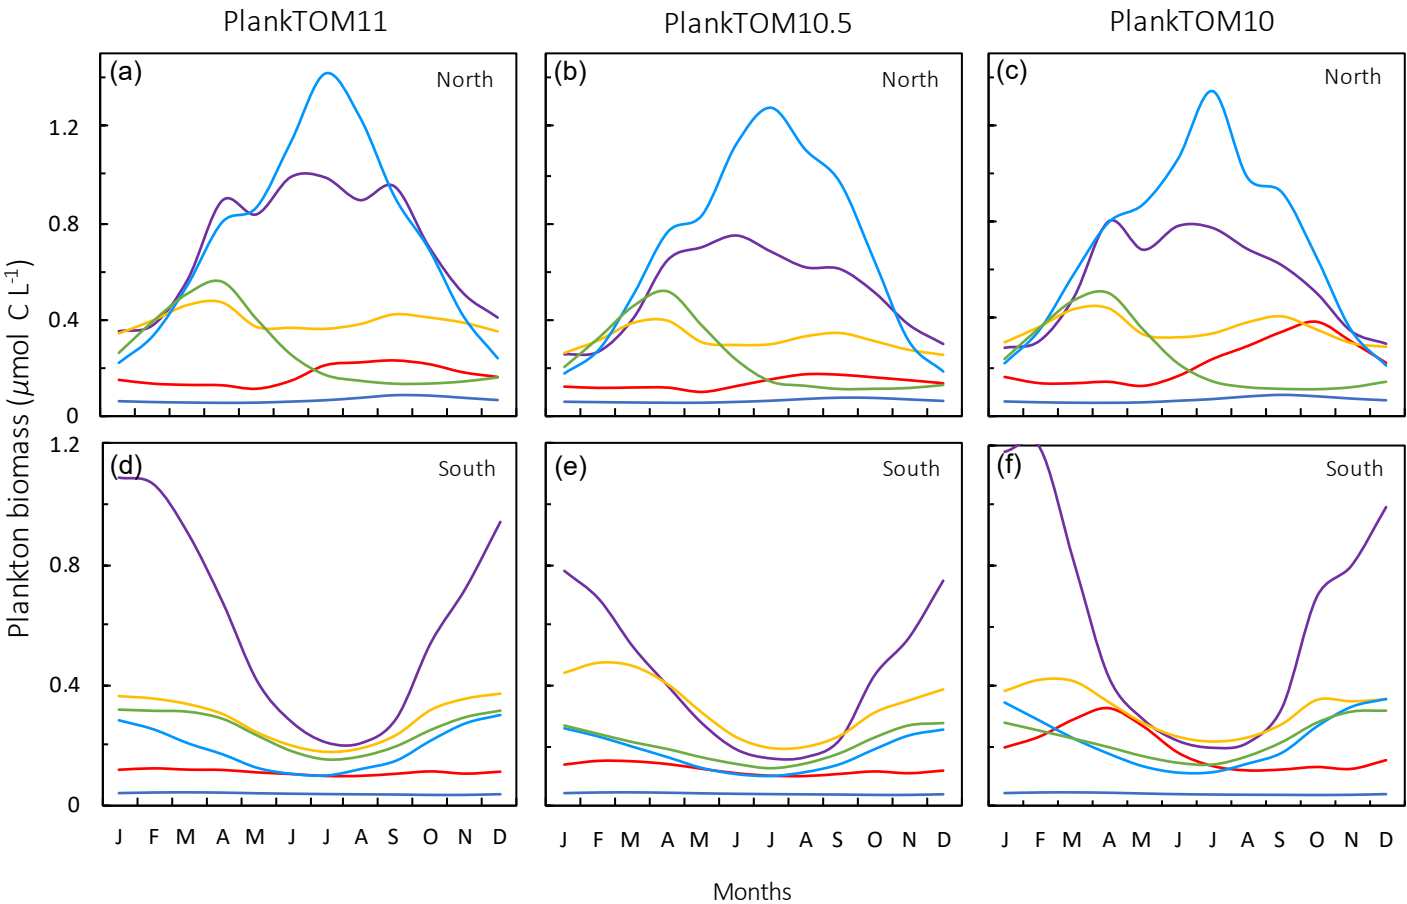 PlankTOM11 PlankTOM10.5 PlankTOM10
(a) North (b) North (c) North
1.2
0.8
0.4
0
Plankton biomass (μmol C L-1)
(d) South (e) South (f) South
1.2
0.8
0.4
0
J F M A M J J A S O N D J F M A M J J A S O N D J F M A M J J A S O N D
Months